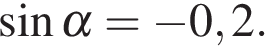 sin α = −0,2.